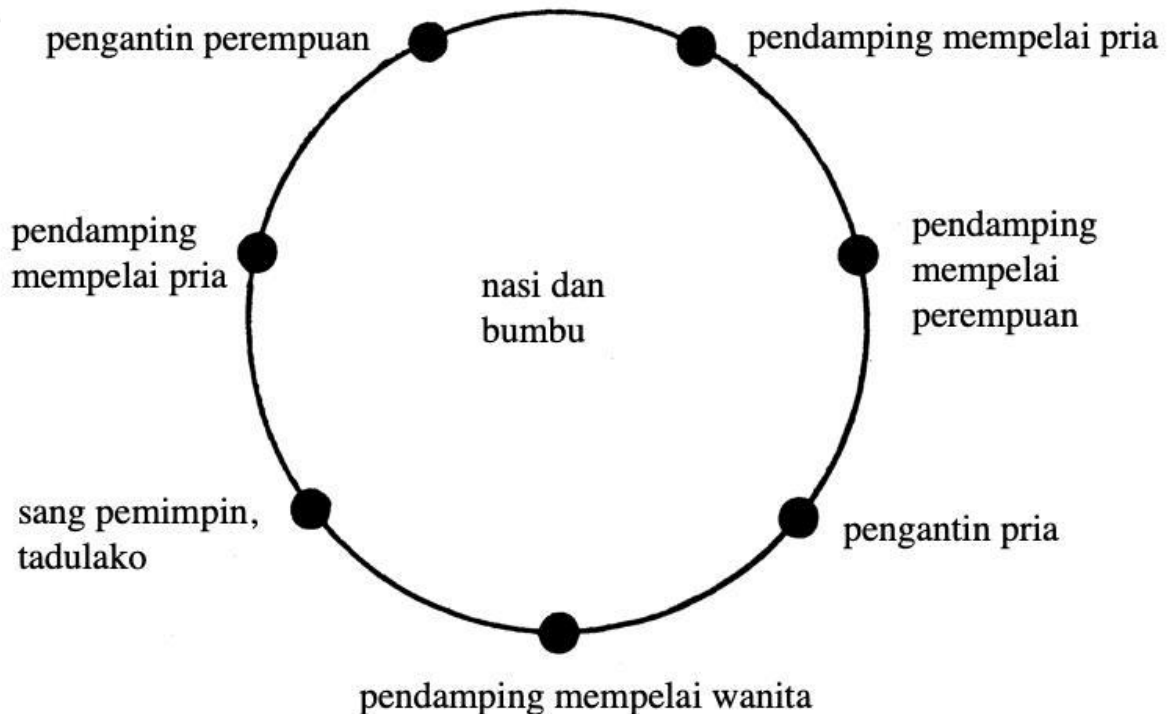 pengantin perempuan
pendamping mempelai pria
pendamping
mempelai pria
pendamping
mempelai
perempuan
nasi dan
bumbu
sang pemimpin,
tadulako
pengantin pria
pendamping mempelai wanita